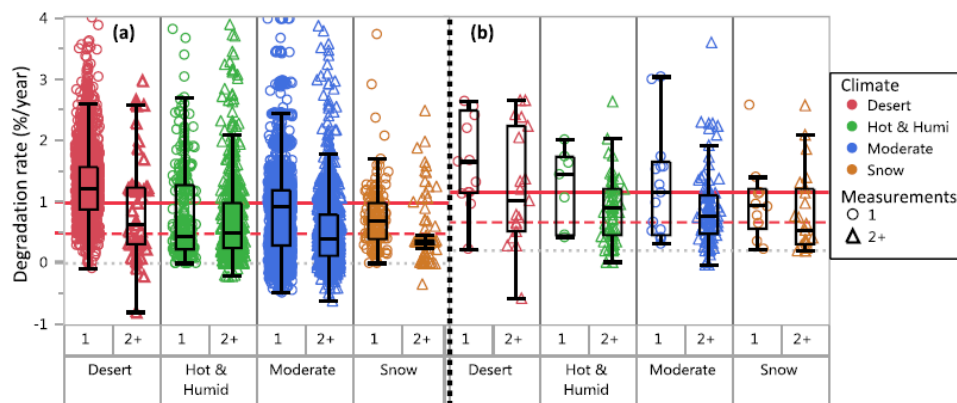 Degradation rate (%/year)
4
3
2
1
0
-1
(a)
(b)
1 2+ 1 2+ 1 2+ 1 2+ 1 2+ 1 2+ 1 2+ 1 2+
Desert Hot & Humid Moderate Snow Desert Hot & Humid Moderate Snow
Climate
Desert
Hot & Humi
Moderate
Snow
Measurements
1
2+